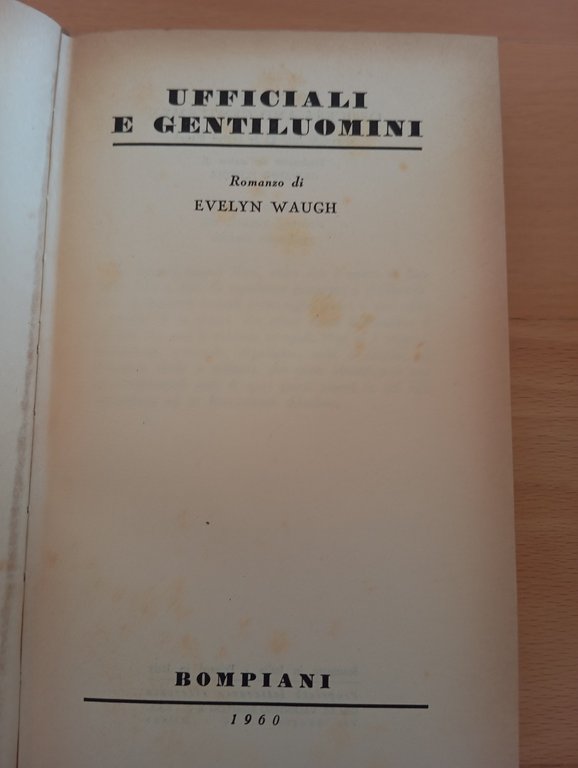 UFFICIALI
E GENTILUOMINI
Romanzo di
EVELYN WAUGH
BOMPIANI
1960